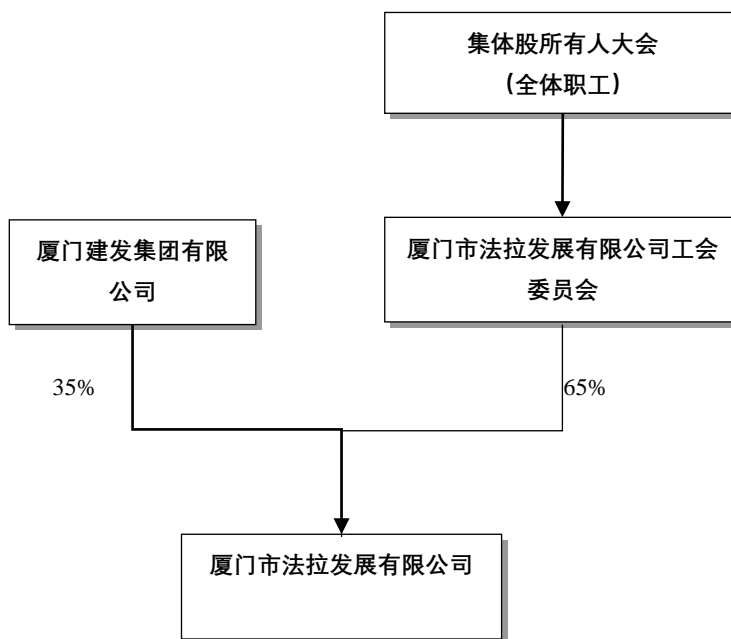 集体股所有人大会
(全体职工)
厦门建发集团有限
公司
厦门市法拉发展有限公司工会
委员会
35%
65%
厦门市法拉发展有限公司